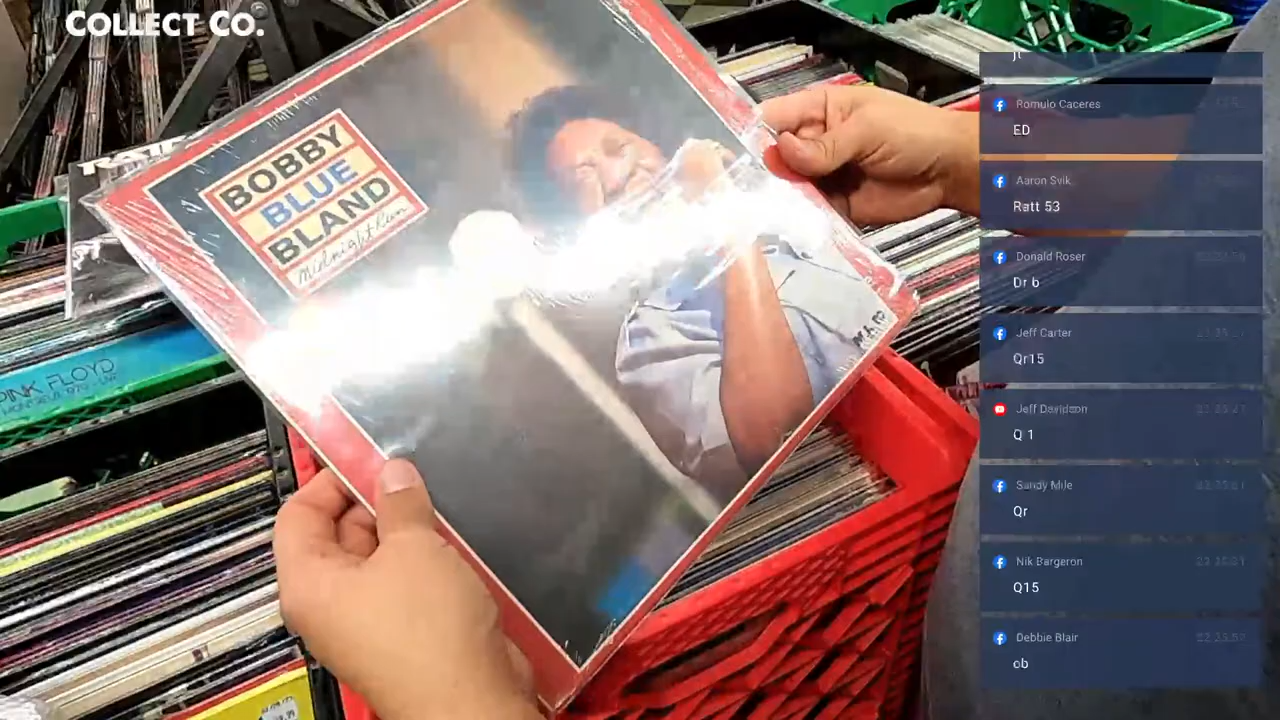 COLLECT CO.
BOBBY
BLUE
BLAND
Midnight Run
PINK FLOYD
Romulo Caceres
ED
Aaron Svik
Ratt 53
Donald Roser
Dr b
Jeff Carter
Qr15
Jeff Davidson
Q 1
Sandy Mile
Qr
Nik Bargeron
Q15
Debbie Blair
ob